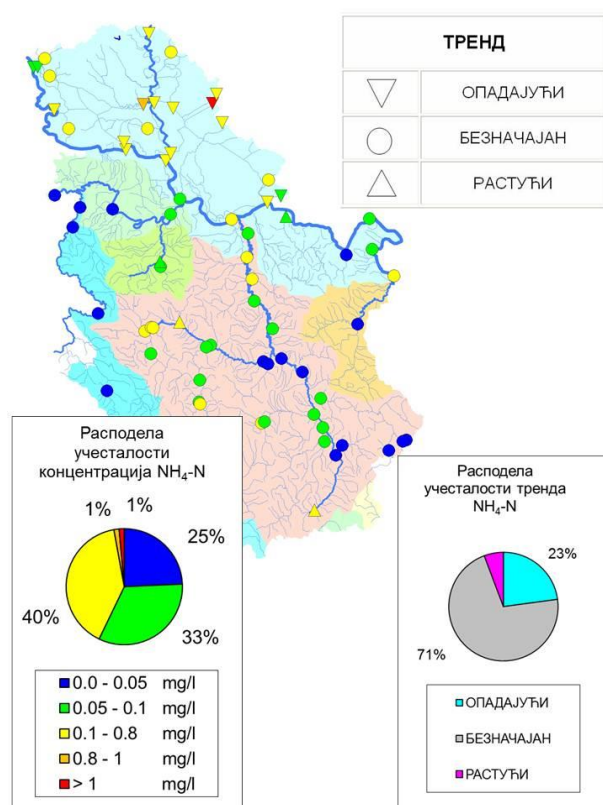 ТРЕНД
ОПАДАЈУЋИ
БЕЗНАЧАЈАН
РАСТУЋИ
Расподела
учесталости
концентрација NH₄-N
1%
1%
25%
40%
33%
0.0 - 0.05 mg/l
0.05 - 0.1 mg/l
0.1 - 0.8 mg/l
0.8 - 1 mg/l
> 1 mg/l
Расподела
учесталости тренда
NH₄-N
23%
71%
ОПАДАЈУЋИ
БЕЗНАЧАЈАН
РАСТУЋИ